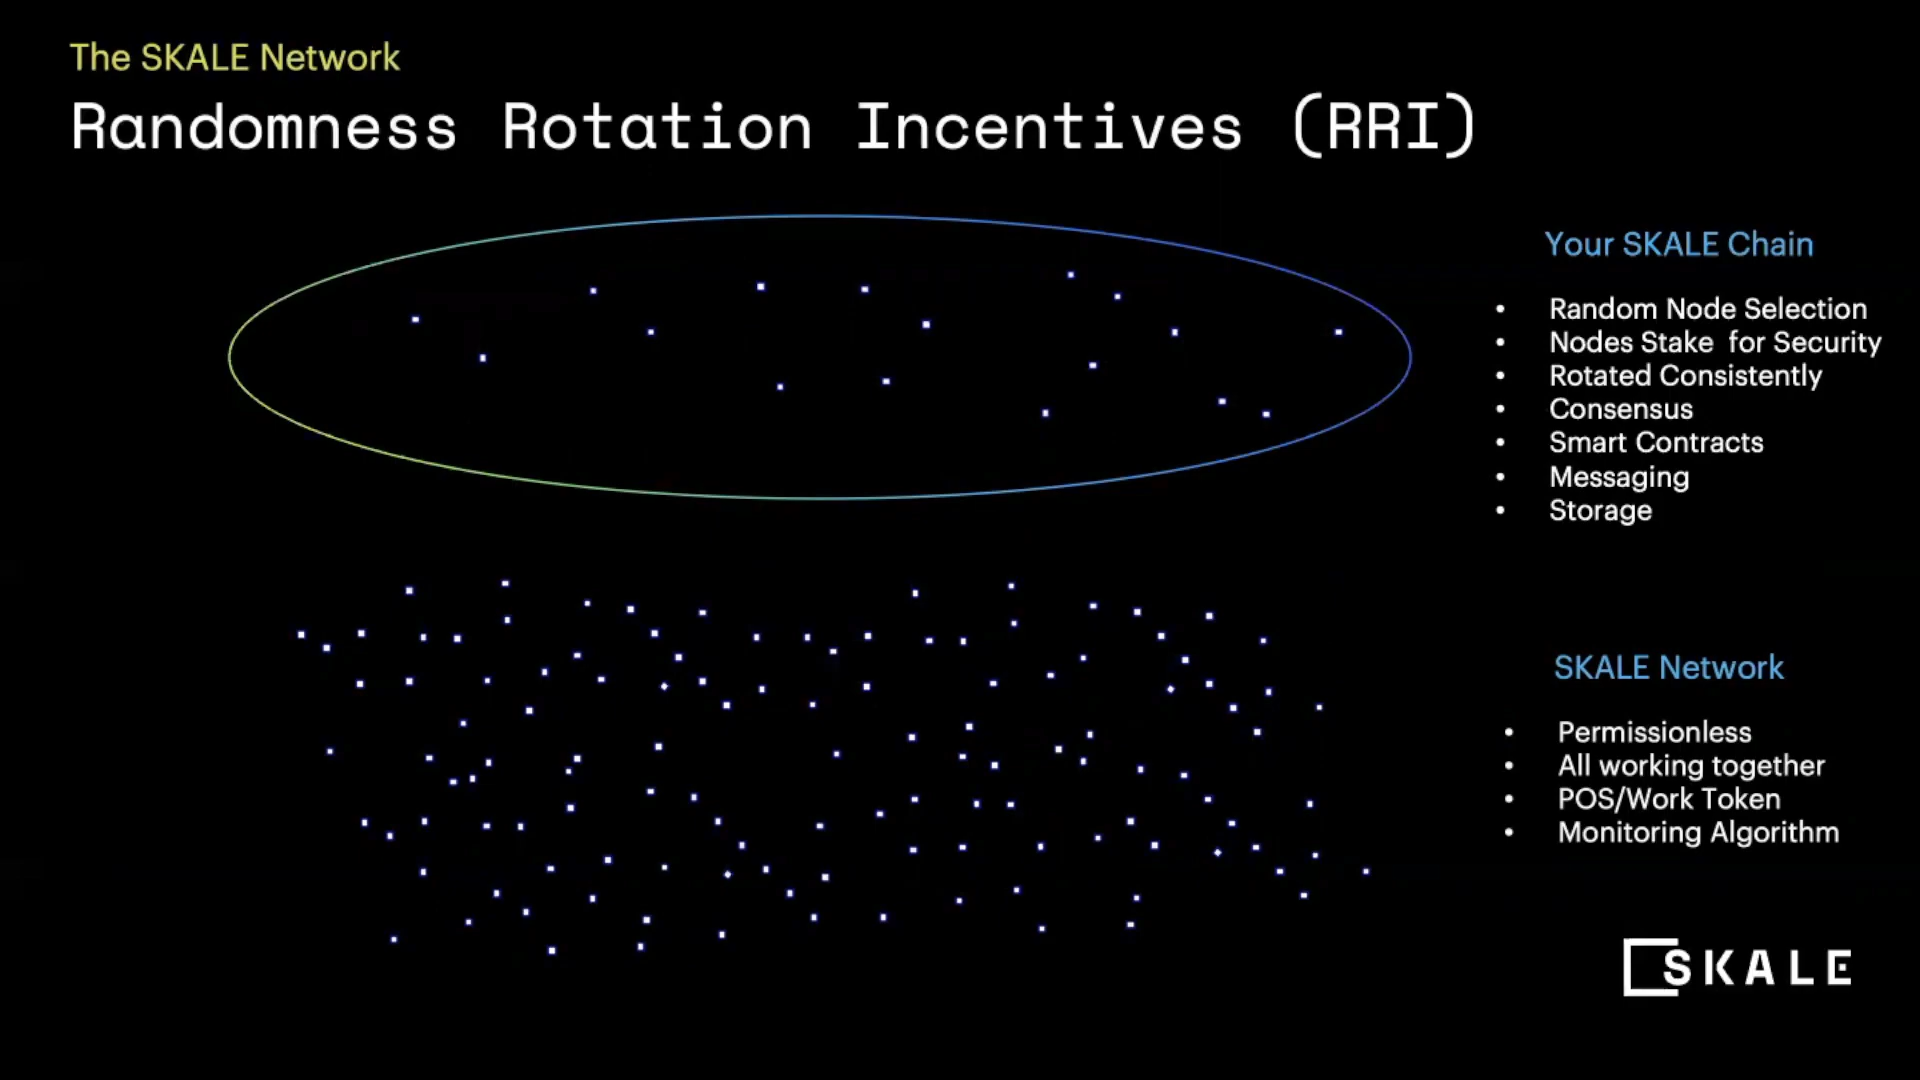 The SKALE Network
Randomness Rotation Incentives (RRI)
Your SKALE Chain
• Random Node Selection
• Nodes Stake  for Security
• Rotated Consistently
• Consensus
• Smart Contracts
• Messaging
• Storage
SKALE Network
• Permissionless
• All working together
• POS/Work Token
• Monitoring Algorithm
SKALE